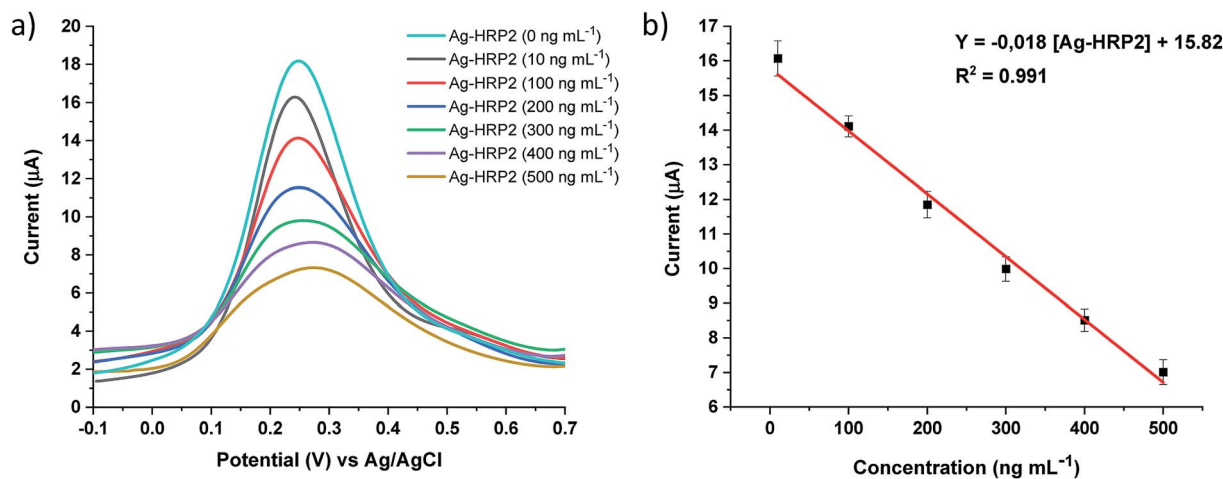 a)
20
18
16
14
12
10
8
6
4
2
0
Current (µA)
-0.1 0.0 0.1 0.2 0.3 0.4 0.5 0.6 0.7
Potential (V) vs Ag/AgCl
Ag-HRP2 (0 ng mL⁻¹)
Ag-HRP2 (10 ng mL⁻¹)
Ag-HRP2 (100 ng mL⁻¹)
Ag-HRP2 (200 ng mL⁻¹)
Ag-HRP2 (300 ng mL⁻¹)
Ag-HRP2 (400 ng mL⁻¹)
Ag-HRP2 (500 ng mL⁻¹)
b)
17
16
15
14
13
12
11
10
9
8
7
6
Current (µA)
0 100 200 300 400 500
Concentration (ng mL⁻¹)
Y = -0,018 [Ag-HRP2] + 15.82
R² = 0.991